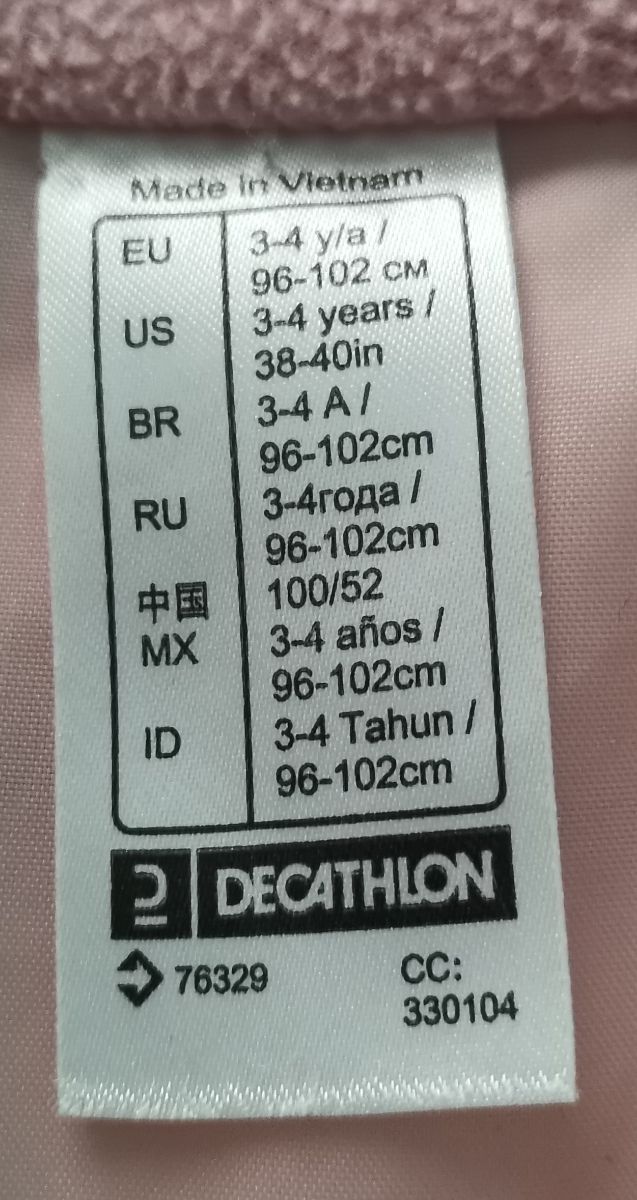 Made in Vietnam
EU 3-4 y/a /
96-102 см
US 3-4 years /
38-40in
BR 3-4 A /
96-102cm
RU 3-4года /
96-102cm
中国 100/52
MX 3-4 años /
96-102cm
ID 3-4 Tahun /
96-102cm
DECATHLON
76329 CC:
330104